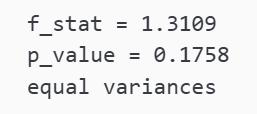 f_stat = 1.3109
p_value = 0.1758
equal variances